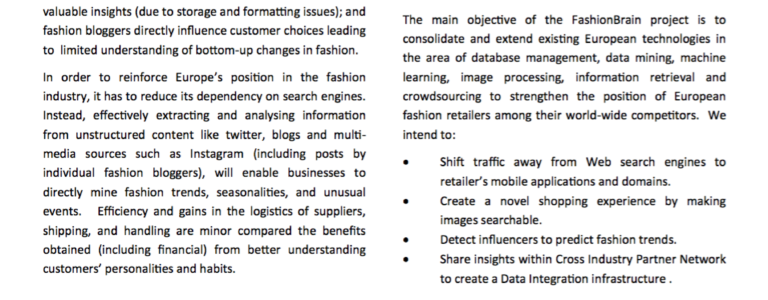 valuable insights (due to storage and formatting issues); and
fashion bloggers directly influence customer choices leading
to limited understanding of bottom-up changes in fashion.
In order to reinforce Europe's position in the fashion
industry, it has to reduce its dependency on search engines.
Instead, effectively extracting and analysing information
from unstructured content like twitter, blogs and multi-
media sources such as Instagram (including posts by
individual fashion bloggers), will enable businesses to
directly mine fashion trends, seasonalities, and unusual
events. Efficiency and gains in the logistics of suppliers,
shipping, and handling are minor compared the benefits
obtained (including financial) from better understanding
customers' personalities and habits.
The main objective of the FashionBrain project is to
consolidate and extend existing European technologies in
the area of database management, data mining, machine
learning, image processing, information retrieval and
crowdsourcing to strengthen the position of European
fashion retailers among their world-wide competitors. We
intend to:
• Shift traffic away from Web search engines to
retailer's mobile applications and domains.
• Create a novel shopping experience by making
images searchable.
• Detect influencers to predict fashion trends.
• Share insights within Cross Industry Partner Network
to create a Data Integration infrastructure .